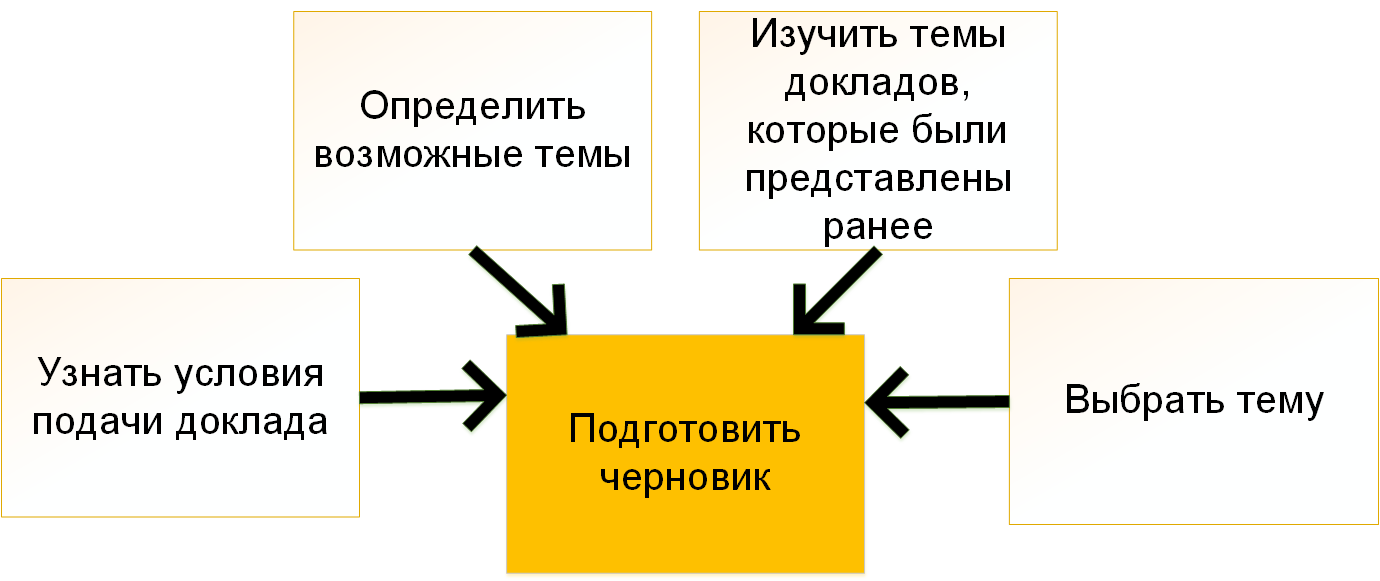 Определить
возможные темы
Изучить темы
докладов,
которые были
представлены
ранее
Узнать условия
подачи доклада
Подготовить
черновик
Выбрать тему